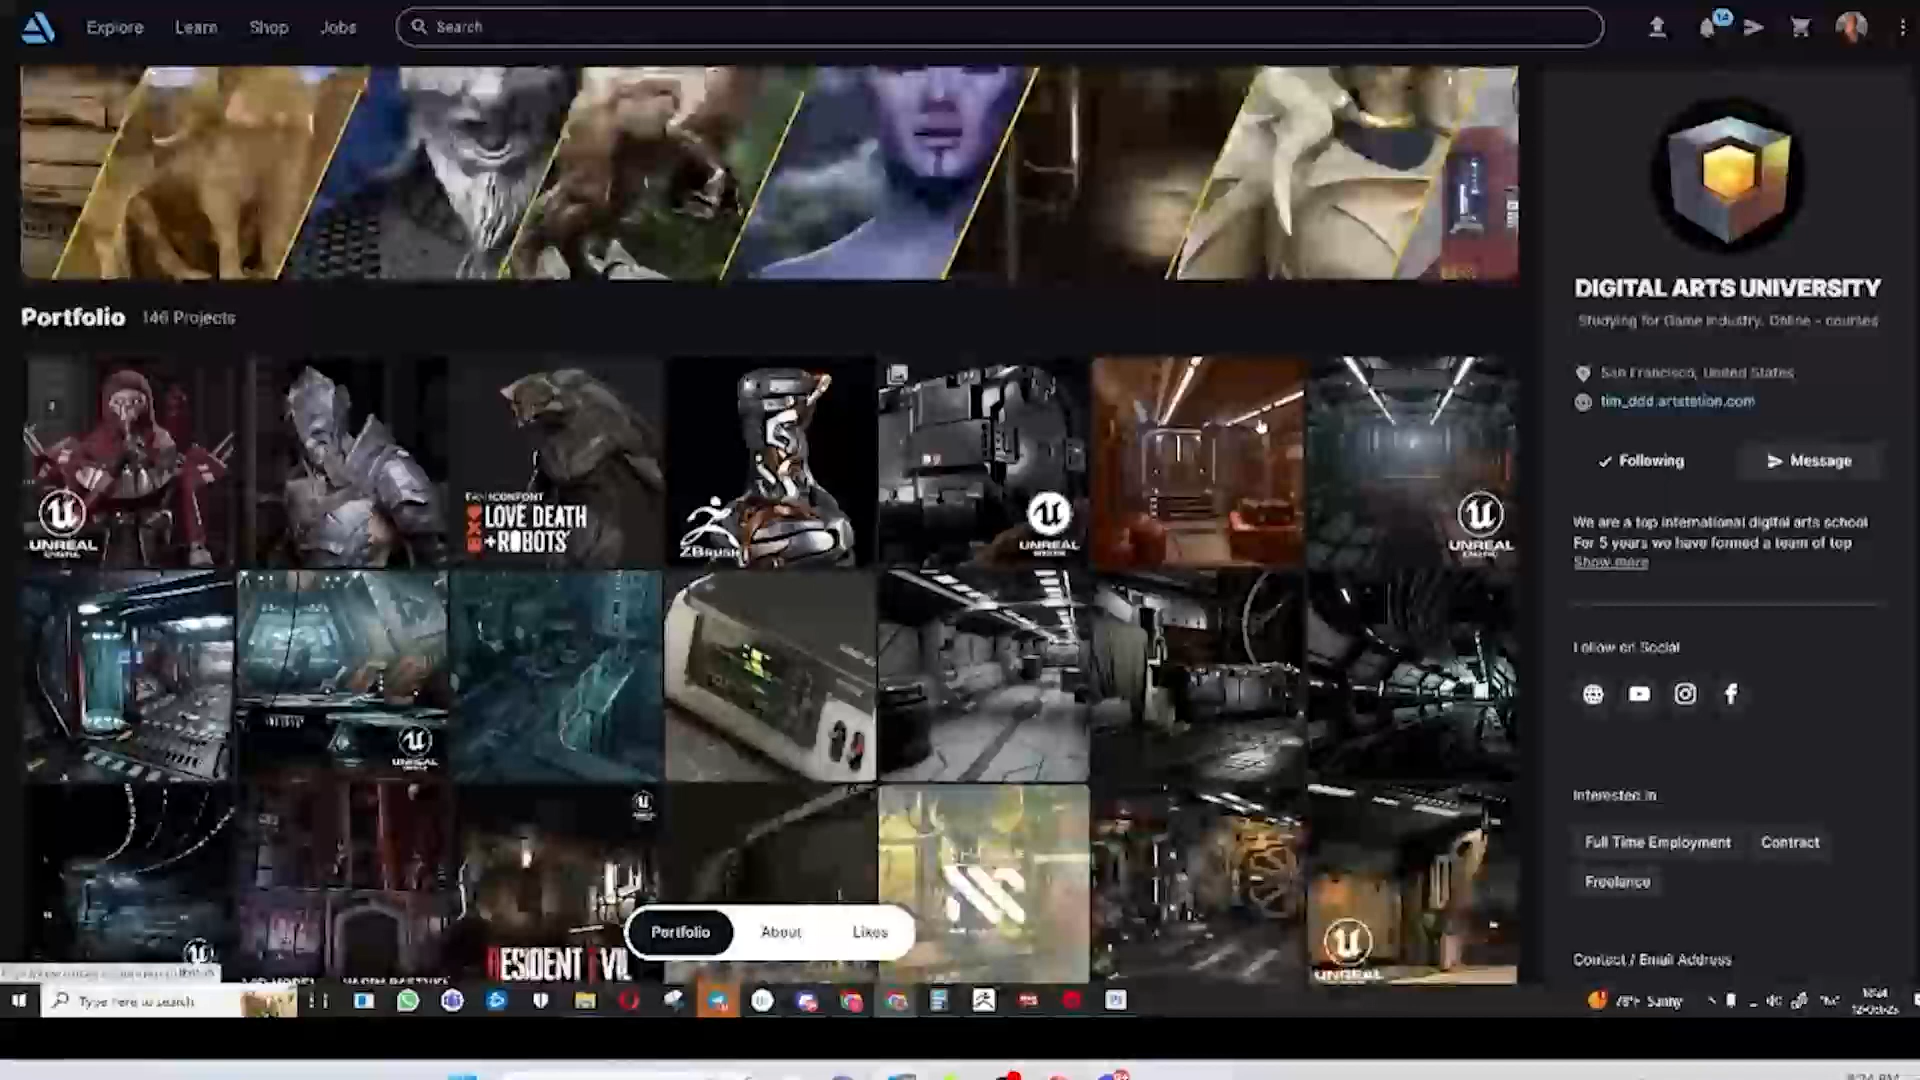 Explore
Learn
Shop
Jobs
Search
14
Portfolio 146 Projects
DIGITAL ARTS UNIVERSITY
Studying for Game Industry. Online - courses
San Francisco, United States
tim_ddd.artstation.com
Following
Message
We are a top international digital arts school
For 5 years we have formed a team of top
Show more
Follow on Social
Interested in
Full Time Employment
Contract
Freelance
Contact / Email Address
UNREAL
LOVE DEATH
+ROBOTS
ZBrush
UNREAL
UNREAL
RESIDENT EVIL
UNREAL
Portfolio
About
Likes
Type here to search
78°F Sunny